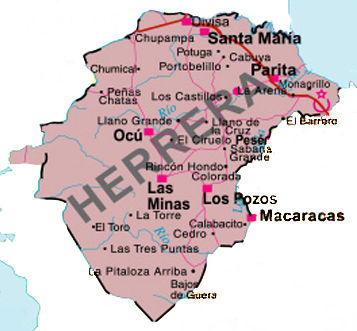 Divisa
Santa María
Chupampa
Potuga
Cabuya
Portobelillo
Chumical
Parita
Monagrillo
Peñas
Chatas
Los Castillos
La Arena
Río
Llano Grande
Llano de
la Cruz
El Barrero
Ocú
El Ciruelo
Pesé
Sabana
Grande
HERRERA
Rincón Hondo
Colorada
Las
Minas
Los Pozos
La Torre
Macaracas
El Toro
Río
Calabacito
Cedro
Las Tres Puntas
La Pitaloza Arriba
Bajos
de Guera